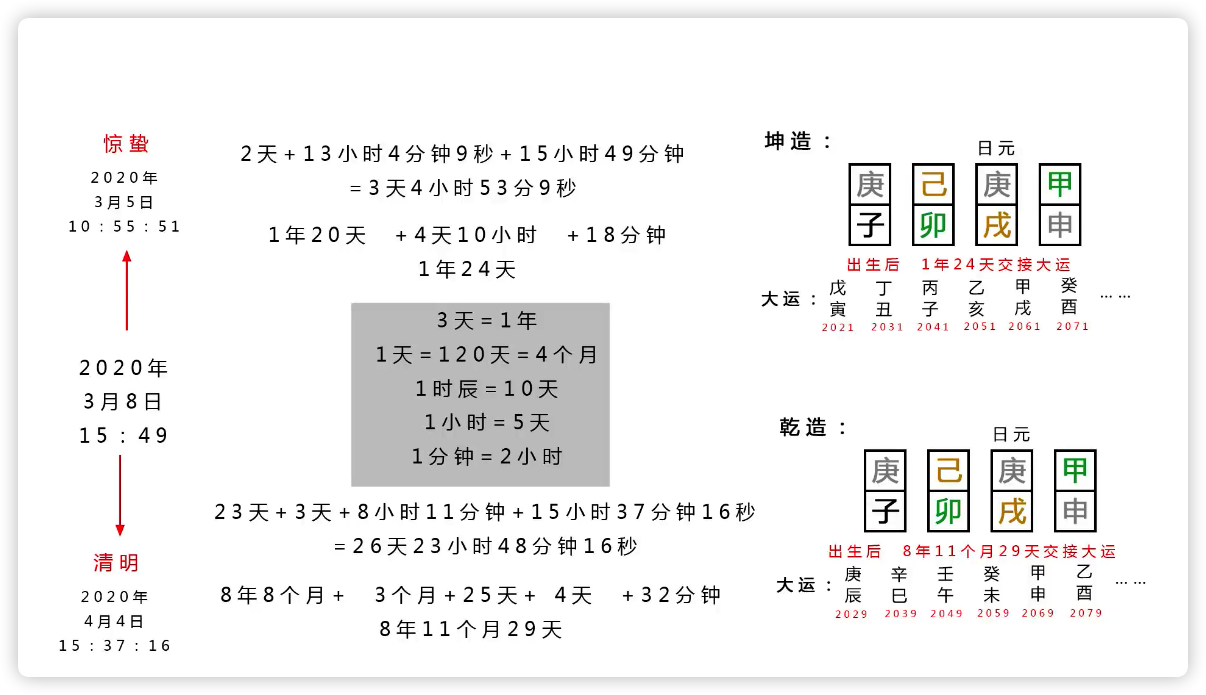 惊蛰
2020年
3月5日
10:55:51
2020年
3月8日
15:49
清明
2020年
4月4日
15:37:16
2天+13小时4分钟9秒+15小时49分钟
=3天4小时53分9秒
1年20天 +4天10小时 +18分钟
1年24天
3天=1年
1天=120天=4个月
1时辰=10天
1小时=5天
1分钟=2小时
23天+3天+8小时11分钟+15小时37分钟16秒
=26天23小时48分钟16秒
8年8个月+ 3个月+25天+ 4天 +32分钟
8年11个月29天
坤造:
日元
庚 己 庚 甲
子 卯 戌 申
出生后 1年24天交接大运
大运: 戊 丁 丙 乙 甲 癸 ……
寅 丑 子 亥 戌 酉
2021 2031 2041 2051 2061 2071
乾造:
日元
庚 己 庚 甲
子 卯 戌 申
出生后 8年11个月29天交接大运
大运: 庚 辛 壬 癸 甲 乙 ……
辰 巳 午 未 申 酉
2029 2039 2049 2059 2069 2079